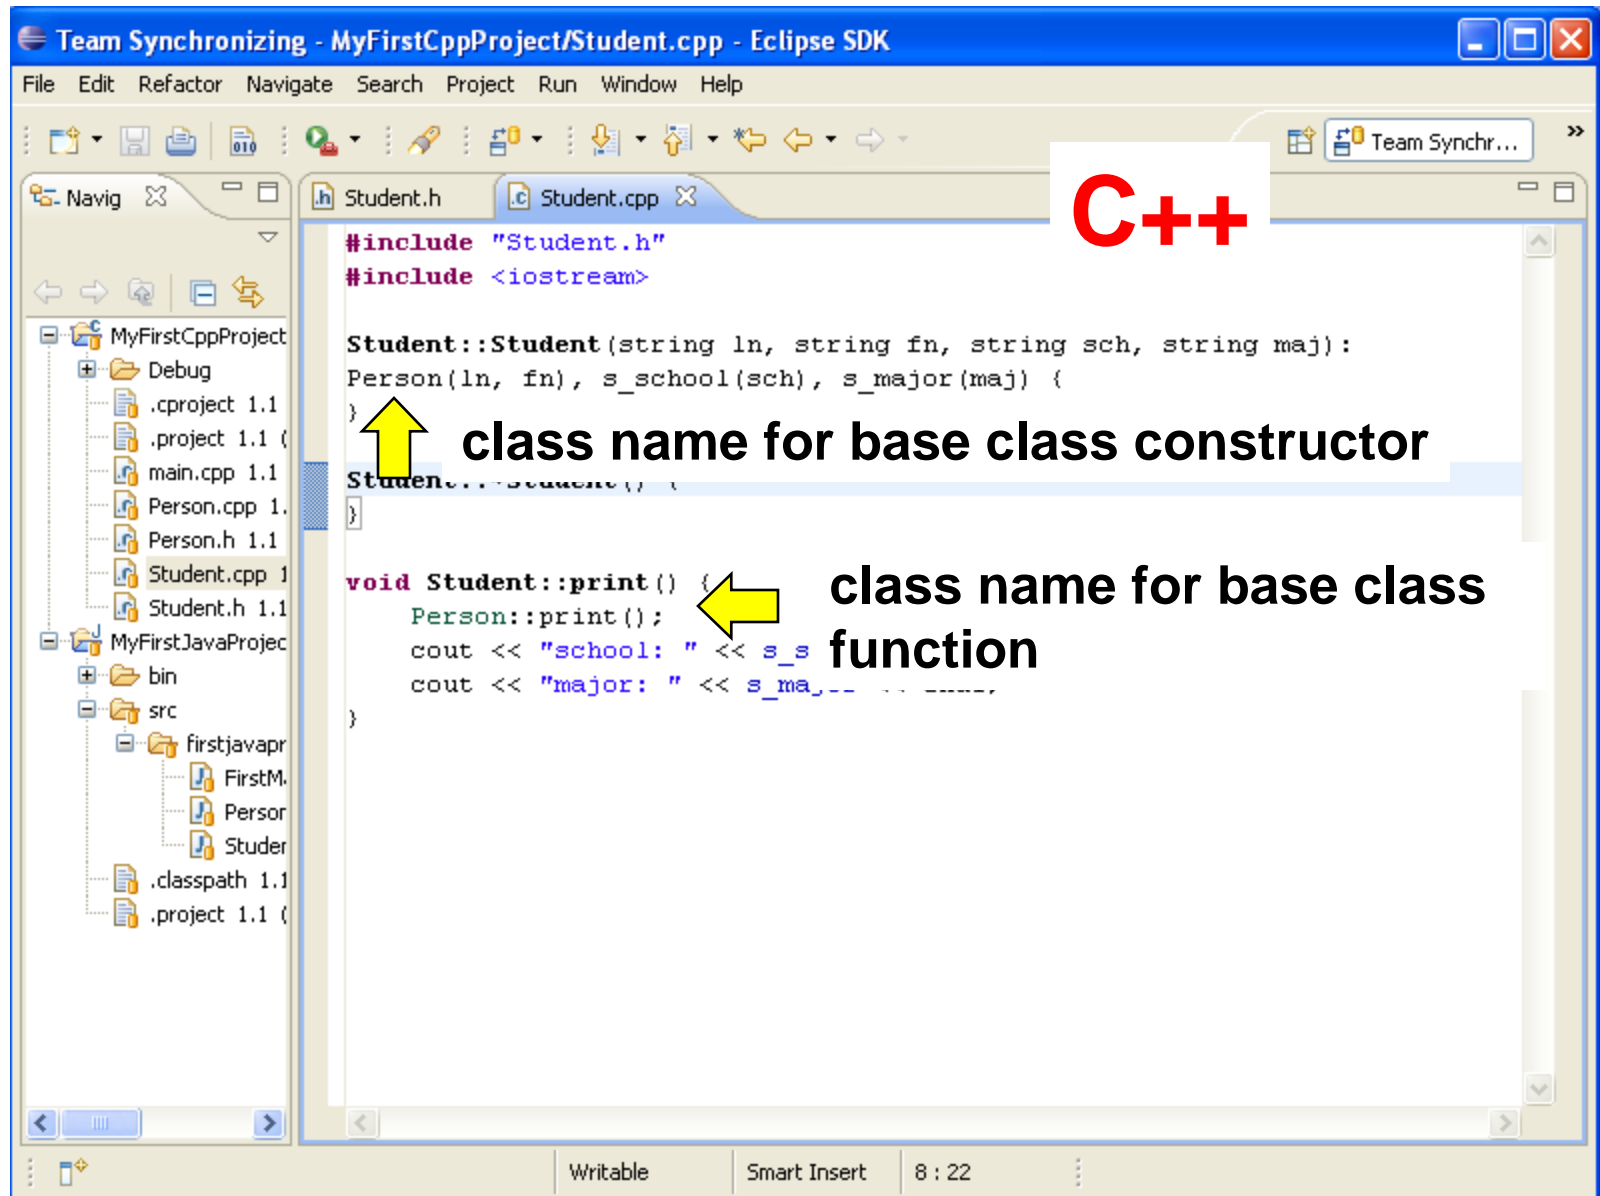 Team Synchronizing - MyFirstCppProject/Student.cpp - Eclipse SDK
File Edit Refactor Navigate Search Project Run Window Help
Team Synchr... »
Navig
Student.h Student.cpp
C++
#include "Student.h"
#include <iostream>
Student::Student(string ln, string fn, string sch, string maj):
Person(ln, fn), s_school(sch), s_major(maj) {
}
class name for base class constructor
Student::~Student() {
}
void Student::print() {
Person::print();
cout << "school: " << s_s
cout << "major: " << s_major <<
}
class name for base class
function
MyFirstCppProject
Debug
.cproject 1.1
.project 1.1 (
main.cpp 1.1
Person.cpp 1.
Person.h 1.1
Student.cpp 1
Student.h 1.1
MyFirstJavaProjec
bin
src
firstjavapr
FirstM
Person
Studen
.classpath 1.1
.project 1.1 (
Writable Smart Insert 8 : 22